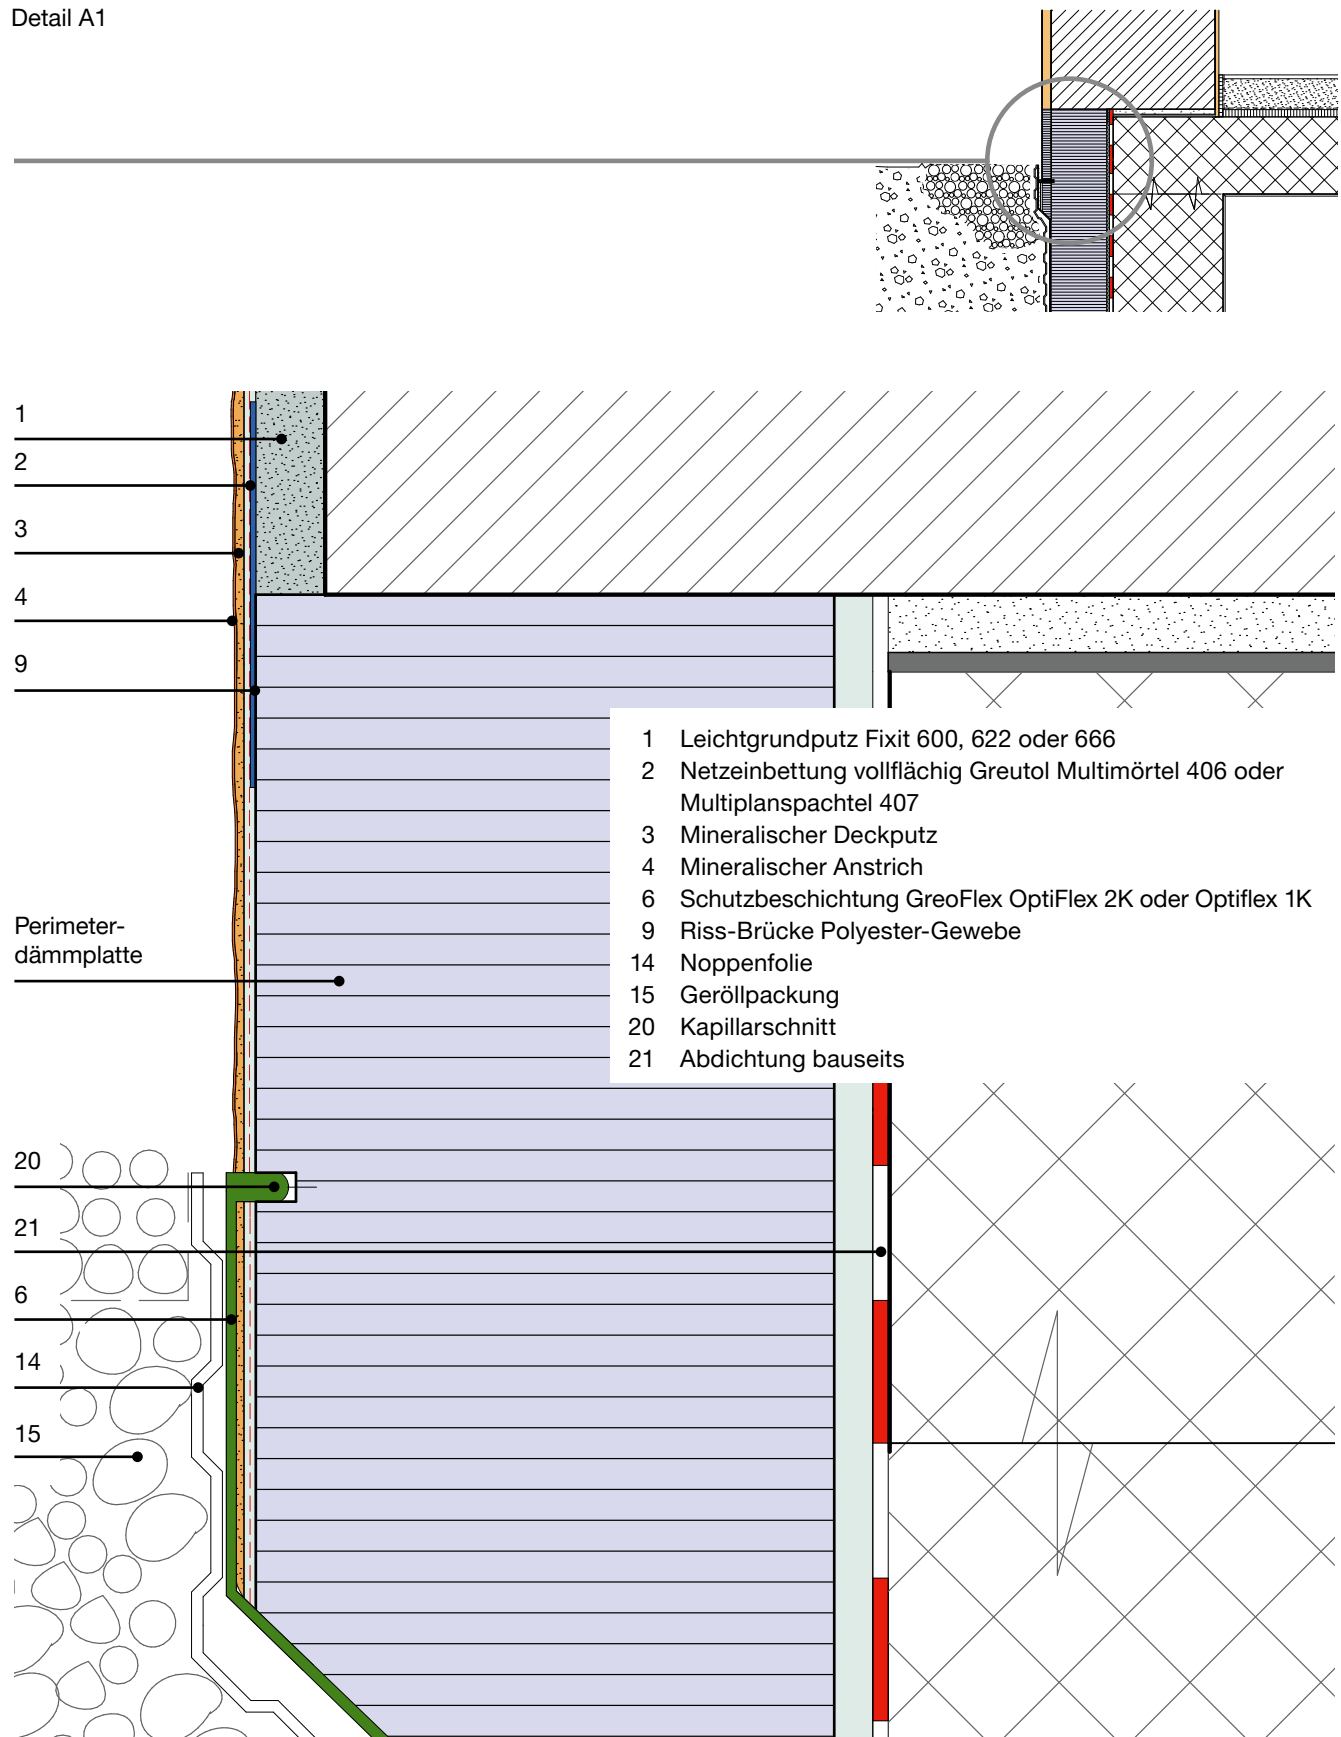 Detail A1
1
2
3
4
9
1 Leichtgrundputz Fixit 600, 622 oder 666
2 Netzeinbettung vollflächig Greutol Multimörtel 406 oder
Multiplanspachtel 407
3 Mineralischer Deckputz
4 Mineralischer Anstrich
6 Schutzbeschichtung GreoFlex OptiFlex 2K oder Optiflex 1K
9 Riss-Brücke Polyester-Gewebe
14 Noppenfolie
15 Geröllpackung
20 Kapillarschnitt
21 Abdichtung bauseits
Perimeter-
dämmplatte
20
21
6
14
15